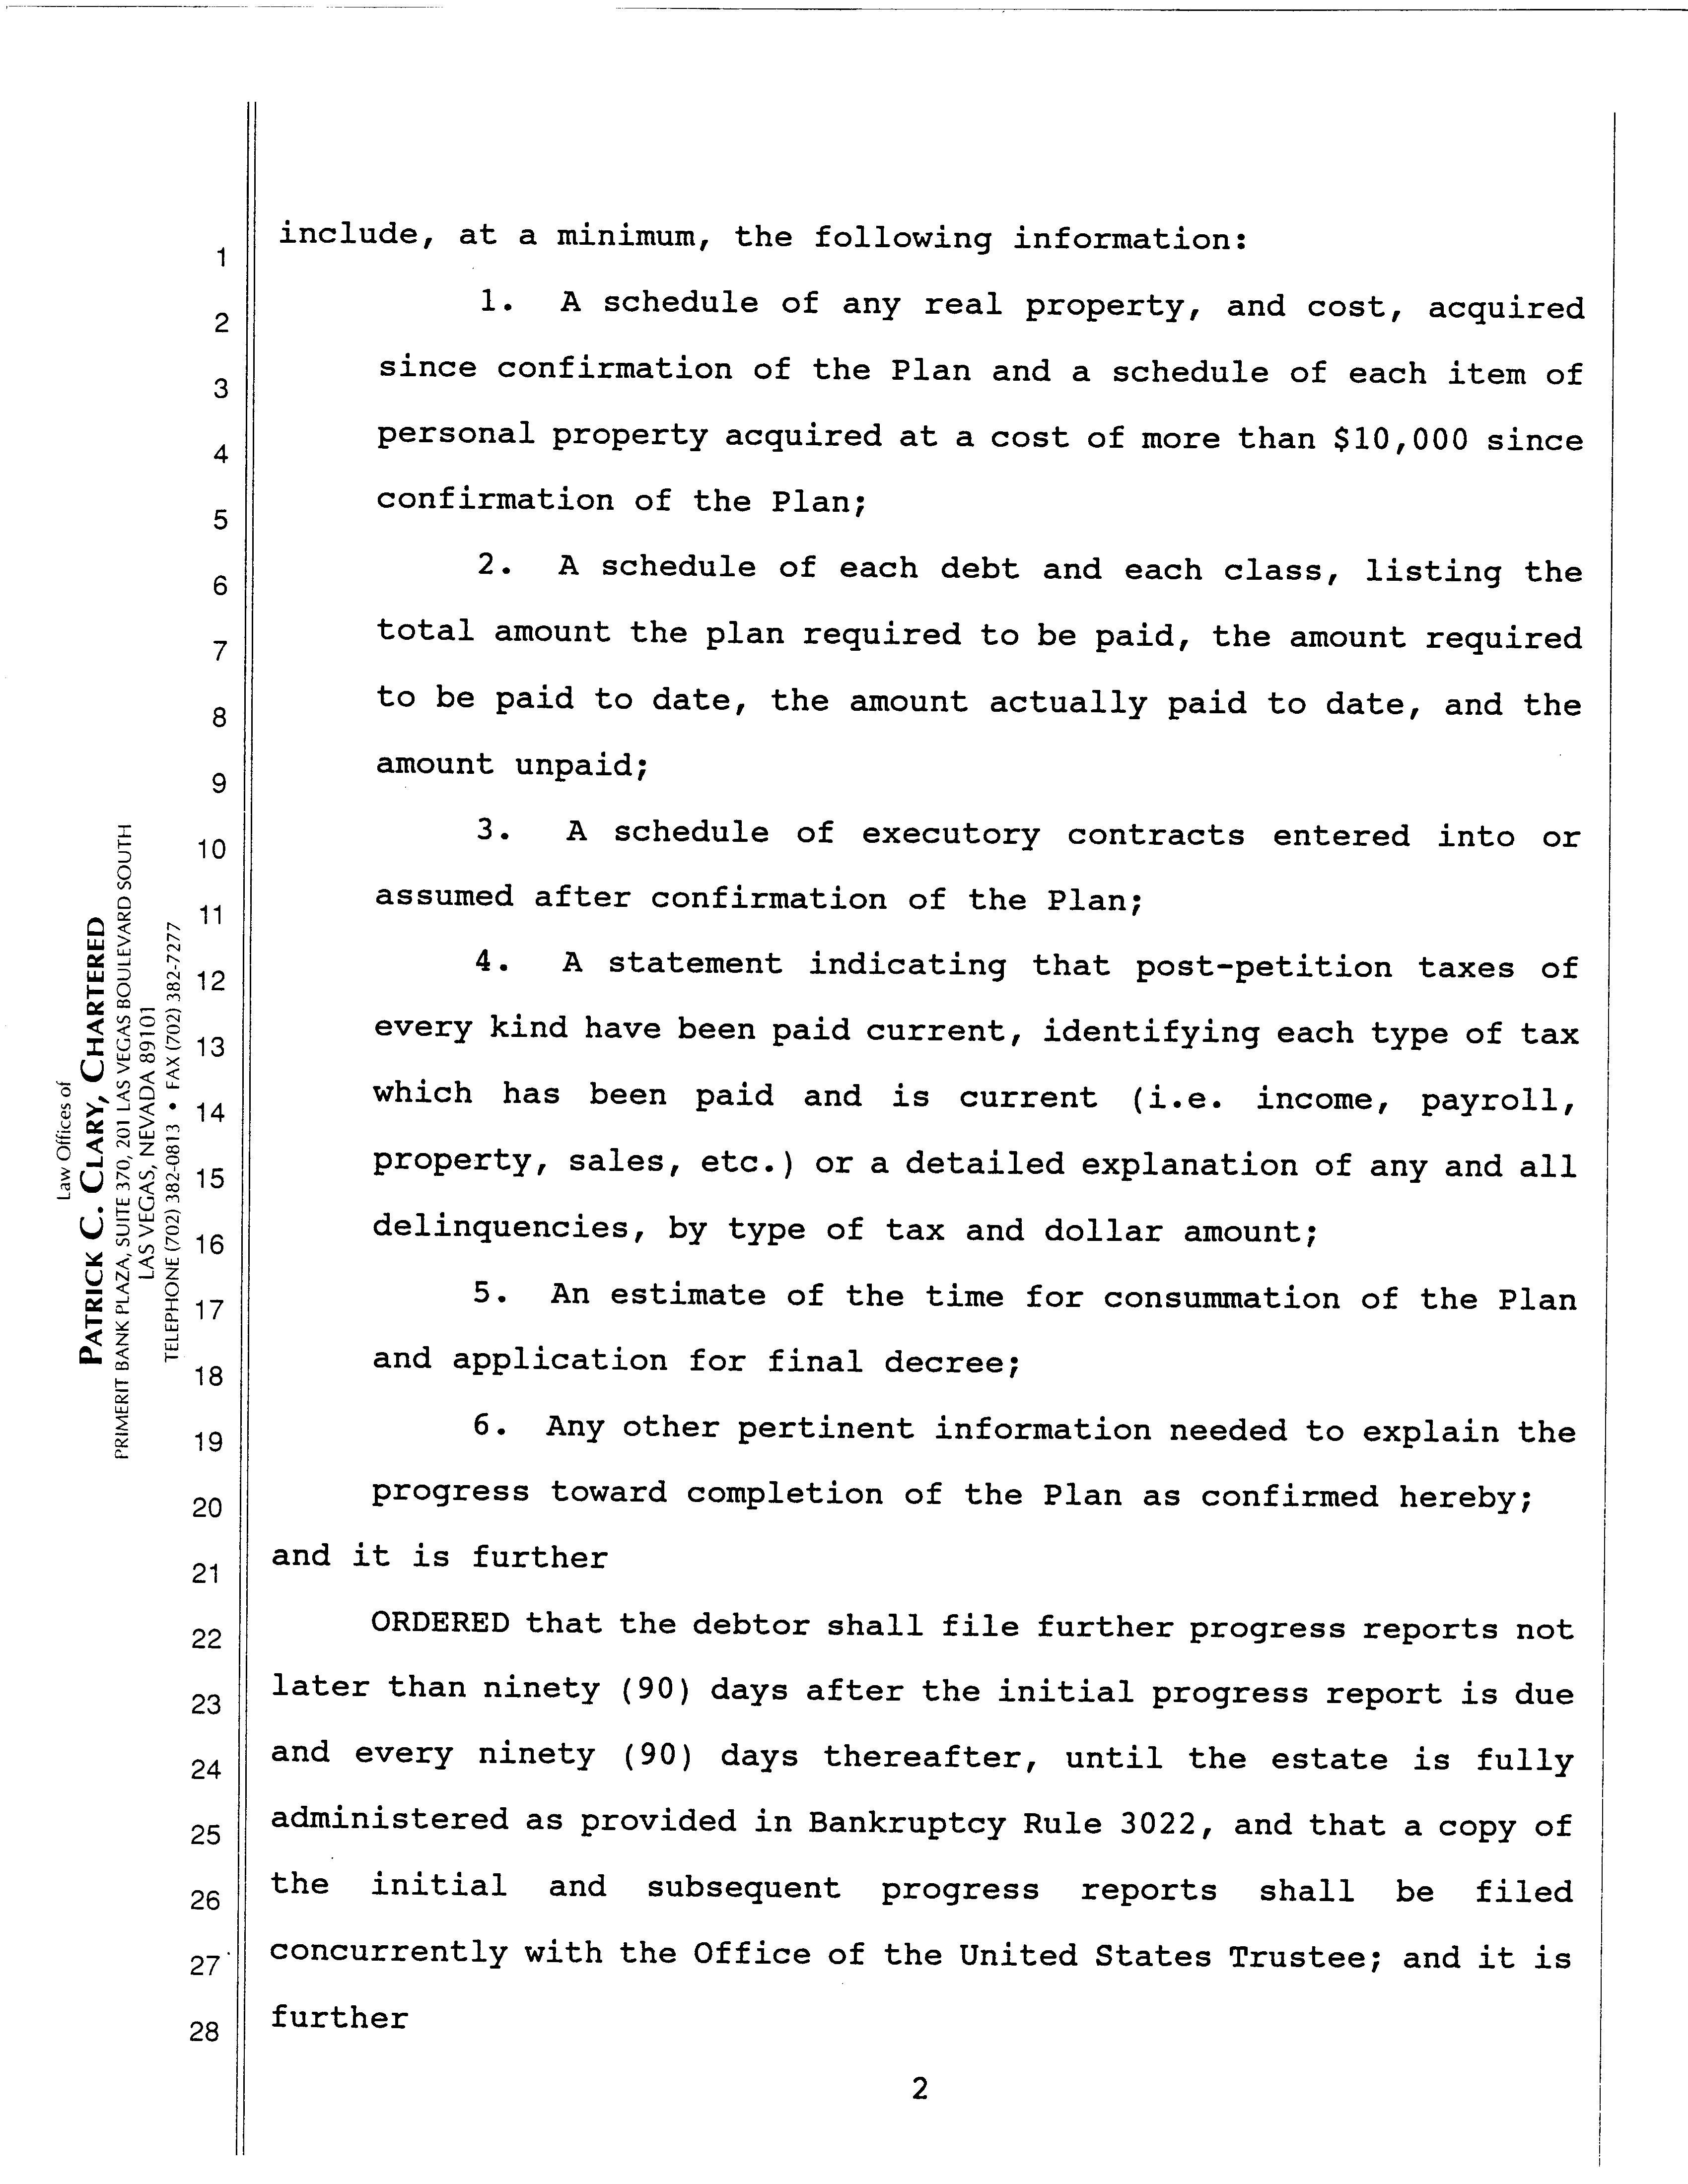 include, at a minimum, the following information:
1. A schedule of any real property, and cost, acquired
since confirmation of the Plan and a schedule of each item of
personal property acquired at a cost of more than $10,000 since
confirmation of the Plan;
2. A schedule of each debt and each class, listing the
total amount the plan required to be paid, the amount required
to be paid to date, the amount actually paid to date, and the
amount unpaid;
3. A schedule of executory contracts entered into or
assumed after confirmation of the Plan;
4. A statement indicating that post-petition taxes of
every kind have been paid current, identifying each type of tax
which has been paid and is current (i.e. income, payroll,
property, sales, etc.) or a detailed explanation of any and all
delinquencies, by type of tax and dollar amount;
5. An estimate of the time for consummation of the Plan
and application for final decree;
6. Any other pertinent information needed to explain the
progress toward completion of the Plan as confirmed hereby;
and it is further
ORDERED that the debtor shall file further progress reports not
later than ninety (90) days after the initial progress report is due
and every ninety (90) days thereafter, until the estate is fully
administered as provided in Bankruptcy Rule 3022, and that a copy of
the initial and subsequent progress reports shall be filed
concurrently with the Office of the United States Trustee; and it is
further
2
1
2
3
4
5
6
7
8
9
10
11
12
13
14
15
16
17
18
19
20
21
22
23
24
25
26
27
28
Law Offices of
PATRICK C. CLARY, CHARTERED
PRIMERIT BANK PLAZA, SUITE 370, 201 LAS VEGAS BOULEVARD SOUTH
LAS VEGAS, NEVADA 89101
TELEPHONE (702) 382-0813 • FAX (702) 382-7277